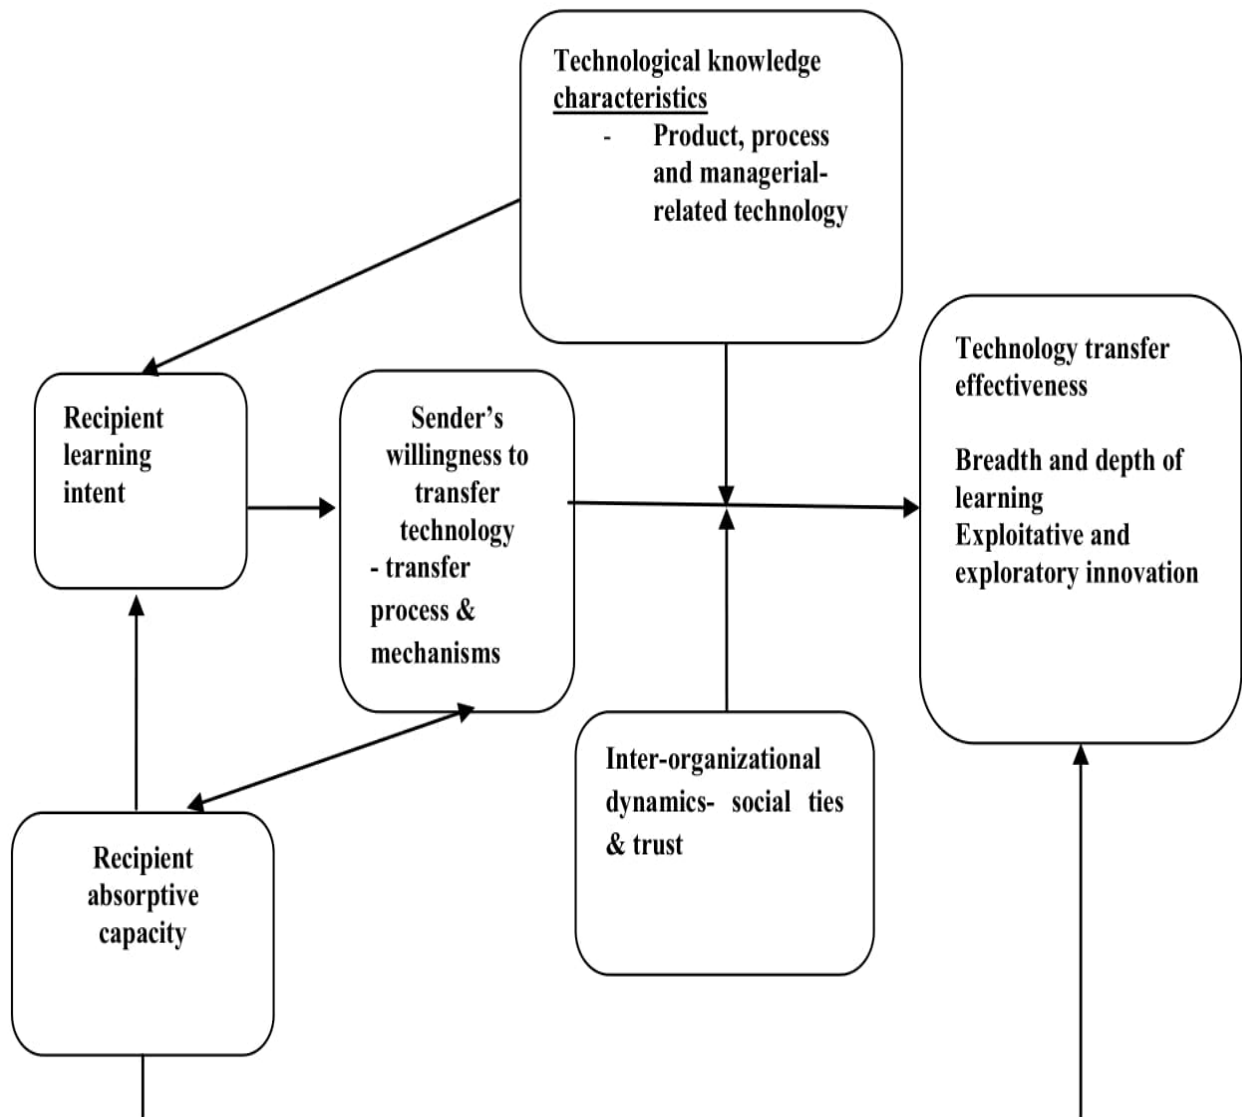 Technological knowledge
characteristics
- Product, process
and managerial-
related technology
Recipient
learning
intent
Sender’s
willingness to
transfer
technology
- transfer
process &
mechanisms
Technology transfer
effectiveness
Breadth and depth of
learning
Exploitative and
exploratory innovation
Inter-organizational
dynamics- social ties
& trust
Recipient
absorptive
capacity